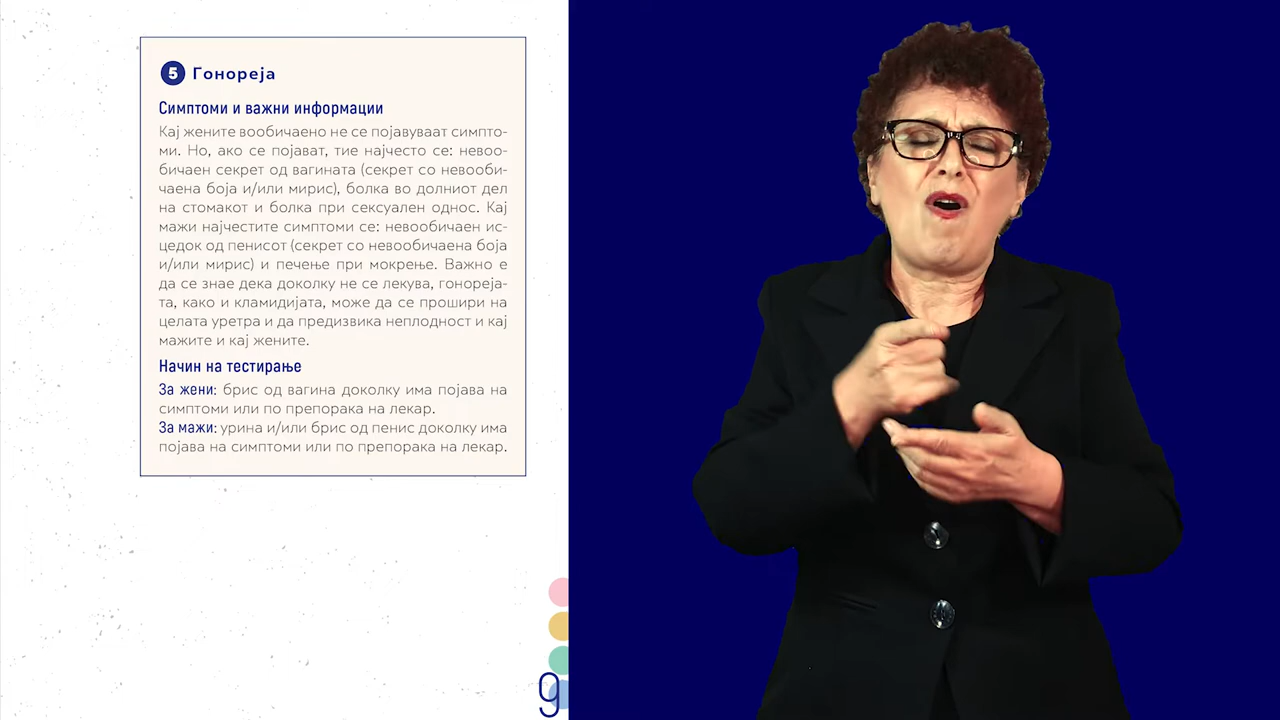 5 Гонореја
Симптоми и важни информации
Кај жените вообичаено не се појавуваат симпто-
ми. Но, ако се појават, тие најчесто се: невоо-
бичаен секрет од вагината (секрет со невооби-
чаена боја и/или мирис), болка во долниот дел
на стомакот и болка при сексуален однос. Кај
мажи најчестите симптоми се: невообичаен ис-
цедок од пенисот (секрет со невообичаена боја
и/или мирис) и печење при мокрење. Важно е
да се знае дека доколку не се лекува, гонореја-
та, како и кламидијата, може да се прошири на
целата уретра и да предизвика неплодност и кај
мажите и кај жените.
Начин на тестирање
За жени: брис од вагина доколку има појава на
симптоми или по препорака на лекар.
За мажи: урина и/или брис од пенис доколку има
појава на симптоми или по препорака на лекар.
9